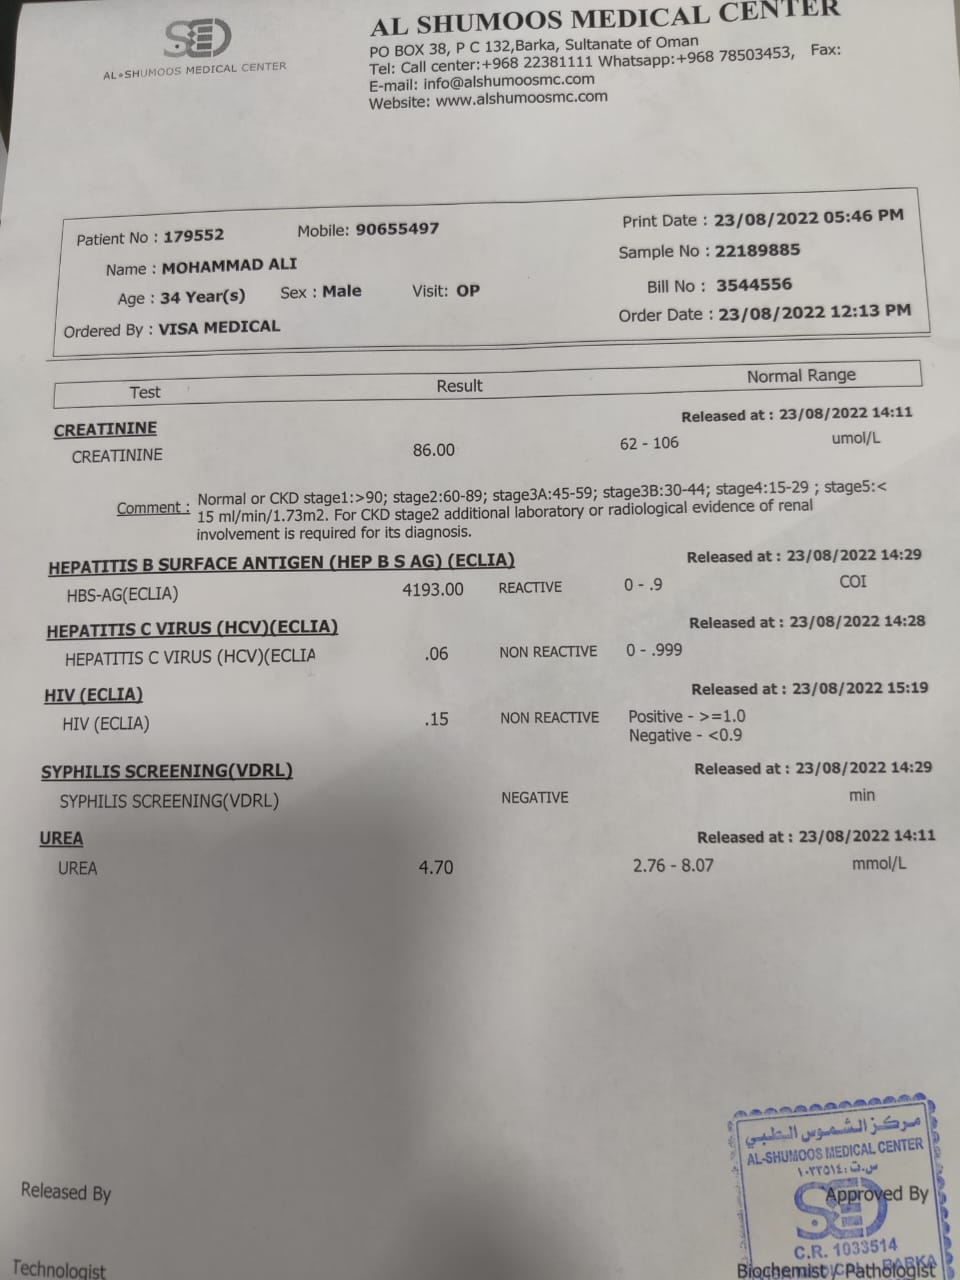 SED
AL•SHUMOOS MEDICAL CENTER
AL SHUMOOS MEDICAL CENTER
PO BOX 38, P C 132,Barka, Sultanate of Oman
Tel: Call center:+968 22381111 Whatsapp:+968 78503453, Fax:
E-mail: info@alshumoosmc.com
Website: www.alshumoosmc.com
Patient No : 179552 Mobile: 90655497 Print Date : 23/08/2022 05:46 PM
Name : MOHAMMAD ALI Sample No : 22189885
Age : 34 Year(s) Sex : Male Visit: OP Bill No : 3544556
Ordered By : VISA MEDICAL Order Date : 23/08/2022 12:13 PM
Test Result Normal Range
CREATININE Released at : 23/08/2022 14:11
CREATININE 86.00 62 - 106 umol/L
Comment : Normal or CKD stage1:>90; stage2:60-89; stage3A:45-59; stage3B:30-44; stage4:15-29 ; stage5:<
15 ml/min/1.73m2. For CKD stage2 additional laboratory or radiological evidence of renal
involvement is required for its diagnosis.
HEPATITIS B SURFACE ANTIGEN (HEP B S AG) (ECLIA) Released at : 23/08/2022 14:29
HBS-AG(ECLIA) 4193.00 REACTIVE 0 - .9 COI
HEPATITIS C VIRUS (HCV)(ECLIA) Released at : 23/08/2022 14:28
HEPATITIS C VIRUS (HCV)(ECLIA .06 NON REACTIVE 0 - .999
HIV (ECLIA) Released at : 23/08/2022 15:19
HIV (ECLIA) .15 NON REACTIVE Positive - >=1.0
Negative - <0.9
SYPHILIS SCREENING(VDRL) Released at : 23/08/2022 14:29
SYPHILIS SCREENING(VDRL) NEGATIVE min
UREA Released at : 23/08/2022 14:11
UREA 4.70 2.76 - 8.07 mmol/L
مركز الشموس الطبي
AL-SHUMOOS MEDICAL CENTER
س.ت: ١٠٣٣٥١٤
Released By Approved By
SED
C.R. 1033514
BARKA
Technologist Biochemist / Pathologist